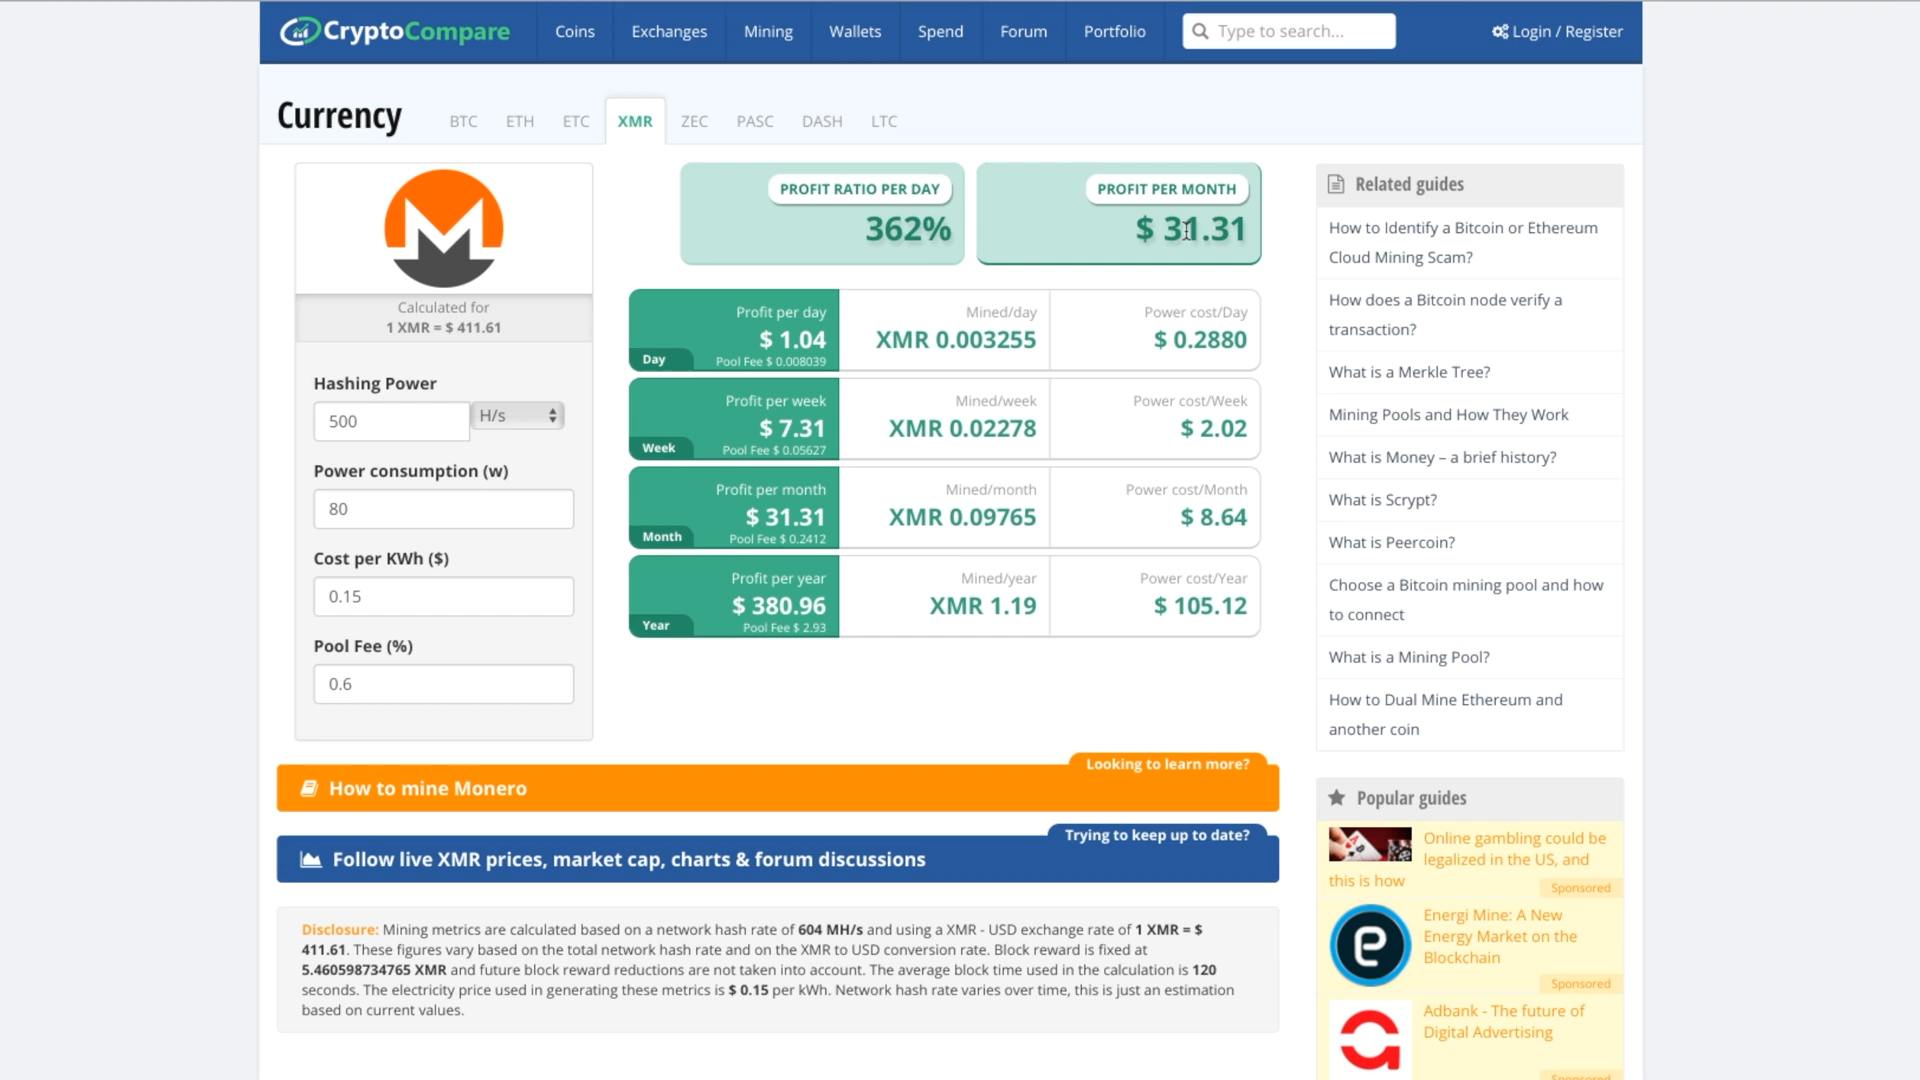 CryptoCompare
Coins
Exchanges
Mining
Wallets
Spend
Forum
Portfolio
Type to search...
Login / Register
Currency
BTC
ETH
ETC
XMR
ZEC
PASC
DASH
LTC
Calculated for
1 XMR = $ 411.61
Hashing Power
500
H/s
Power consumption (w)
80
Cost per KWh ($)
0.15
Pool Fee (%)
0.6
PROFIT RATIO PER DAY
362%
PROFIT PER MONTH
$ 31.31
Profit per day
$ 1.04
Day
Pool Fee $ 0.008039
Mined/day
XMR 0.003255
Power cost/Day
$ 0.2880
Profit per week
$ 7.31
Week
Pool Fee $ 0.05627
Mined/week
XMR 0.02278
Power cost/Week
$ 2.02
Profit per month
$ 31.31
Month
Pool Fee $ 0.2412
Mined/month
XMR 0.09765
Power cost/Month
$ 8.64
Profit per year
$ 380.96
Year
Pool Fee $ 2.93
Mined/year
XMR 1.19
Power cost/Year
$ 105.12
Looking to learn more?
How to mine Monero
Trying to keep up to date?
Follow live XMR prices, market cap, charts & forum discussions
Disclosure: Mining metrics are calculated based on a network hash rate of 604 MH/s and using a XMR - USD exchange rate of 1 XMR = $
411.61. These figures vary based on the total network hash rate and on the XMR to USD conversion rate. Block reward is fixed at
5.460598734765 XMR and future block reward reductions are not taken into account. The average block time used in the calculation is 120
seconds. The electricity price used in generating these metrics is $ 0.15 per kWh. Network hash rate varies over time, this is just an estimation
based on current values.
Related guides
How to Identify a Bitcoin or Ethereum
Cloud Mining Scam?
How does a Bitcoin node verify a
transaction?
What is a Merkle Tree?
Mining Pools and How They Work
What is Money – a brief history?
What is Scrypt?
What is Peercoin?
Choose a Bitcoin mining pool and how
to connect
What is a Mining Pool?
How to Dual Mine Ethereum and
another coin
Popular guides
Online gambling could be
legalized in the US, and
this is how
Sponsored
Energi Mine: A New
Energy Market on the
Blockchain
Sponsored
Adbank - The future of
Digital Advertising
Sponsored